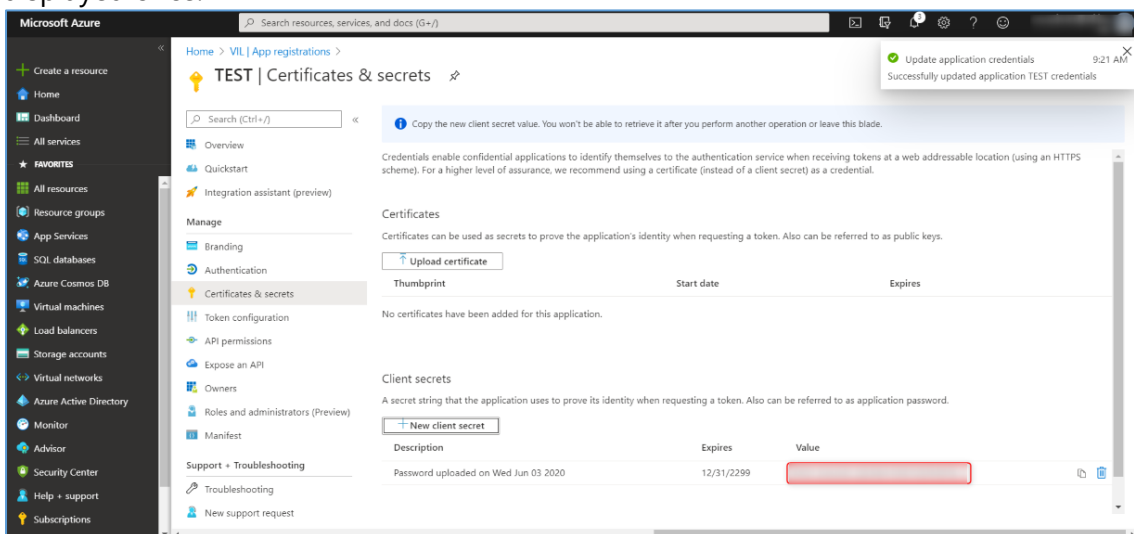 Microsoft Azure
Search resources, services, and docs (G+/)
3
Update application credentials 9:21 AM
Successfully updated application TEST credentials
Create a resource
Home
Dashboard
All services
FAVORITES
All resources
Resource groups
App Services
SQL databases
Azure Cosmos DB
Virtual machines
Load balancers
Storage accounts
Virtual networks
Azure Active Directory
Monitor
Advisor
Security Center
Help + support
Subscriptions
Home > VIL | App registrations >
TEST | Certificates & secrets
Search (Ctrl+/)
Overview
Quickstart
Integration assistant (preview)
Manage
Branding
Authentication
Certificates & secrets
Token configuration
API permissions
Expose an API
Owners
Roles and administrators (Preview)
Manifest
Support + Troubleshooting
Troubleshooting
New support request
Copy the new client secret value. You won't be able to retrieve it after you perform another operation or leave this blade.
Credentials enable confidential applications to identify themselves to the authentication service when receiving tokens at a web addressable location (using an HTTPS
scheme). For a higher level of assurance, we recommend using a certificate (instead of a client secret) as a credential.
Certificates
Certificates can be used as secrets to prove the application's identity when requesting a token. Also can be referred to as public keys.
Upload certificate
Thumbprint Start date Expires
No certificates have been added for this application.
Client secrets
A secret string that the application uses to prove its identity when requesting a token. Also can be referred to as application password.
New client secret
Description Expires Value
Password uploaded on Wed Jun 03 2020 12/31/2299